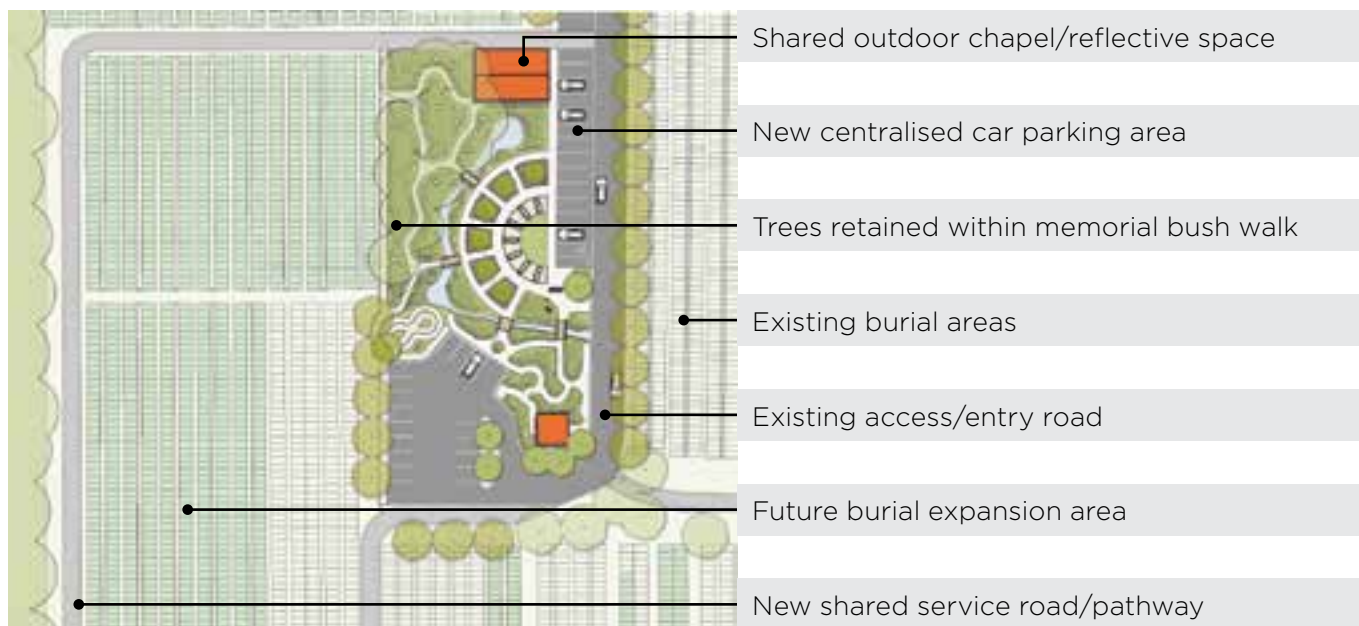 Shared outdoor chapel/reflective space
New centralised car parking area
Trees retained within memorial bush walk
Existing burial areas
Existing access/entry road
Future burial expansion area
New shared service road/pathway